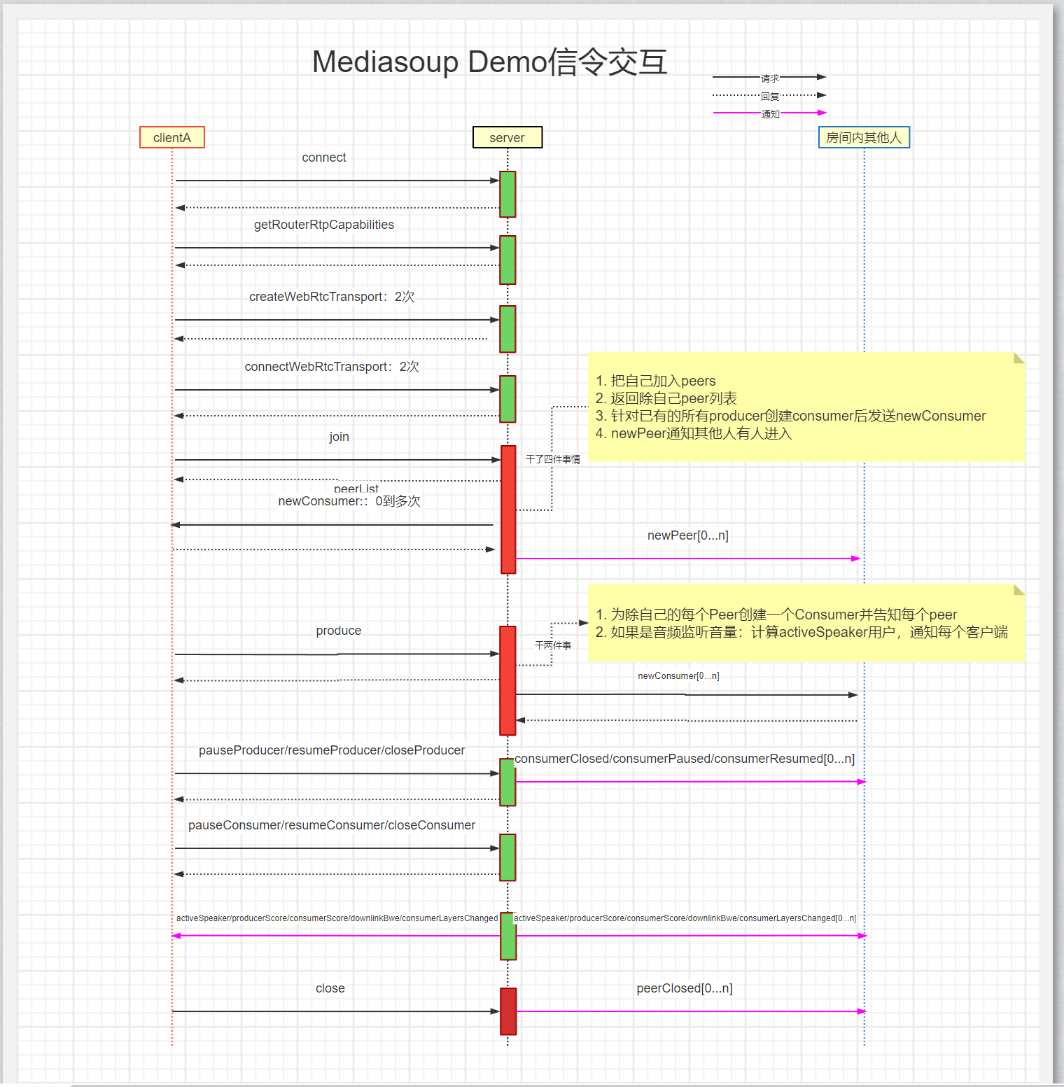 Mediasoup Demo信令交互
请求
回复
通知
clientA
server
房间内其他人
connect
getRouterRtpCapabilities
createWebRtcTransport：2次
connectWebRtcTransport：2次
1. 把自己加入peers
2. 返回除自己peer列表
3. 针对已有的所有producer创建consumer后发送newConsumer
4. newPeer通知其他人有人进入
join
干了四件事情
peerList
newConsumer:：0到多次
newPeer[0...n]
1. 为除自己的每个Peer创建一个Consumer并告知每个peer
2. 如果是音频监听音量：计算activeSpeaker用户，通知每个客户端
produce
干两件事
newConsumer[0...n]
pauseProducer/resumeProducer/closeProducer
consumerClosed/consumerPaused/consumerResumed[0...n]
pauseConsumer/resumeConsumer/closeConsumer
activeSpeaker/producerScore/consumerScore/downlinkBwe/consumerLayersChanged
activeSpeaker/producerScore/consumerScore/downlinkBwe/consumerLayersChanged[0...n]
close
peerClosed[0...n]